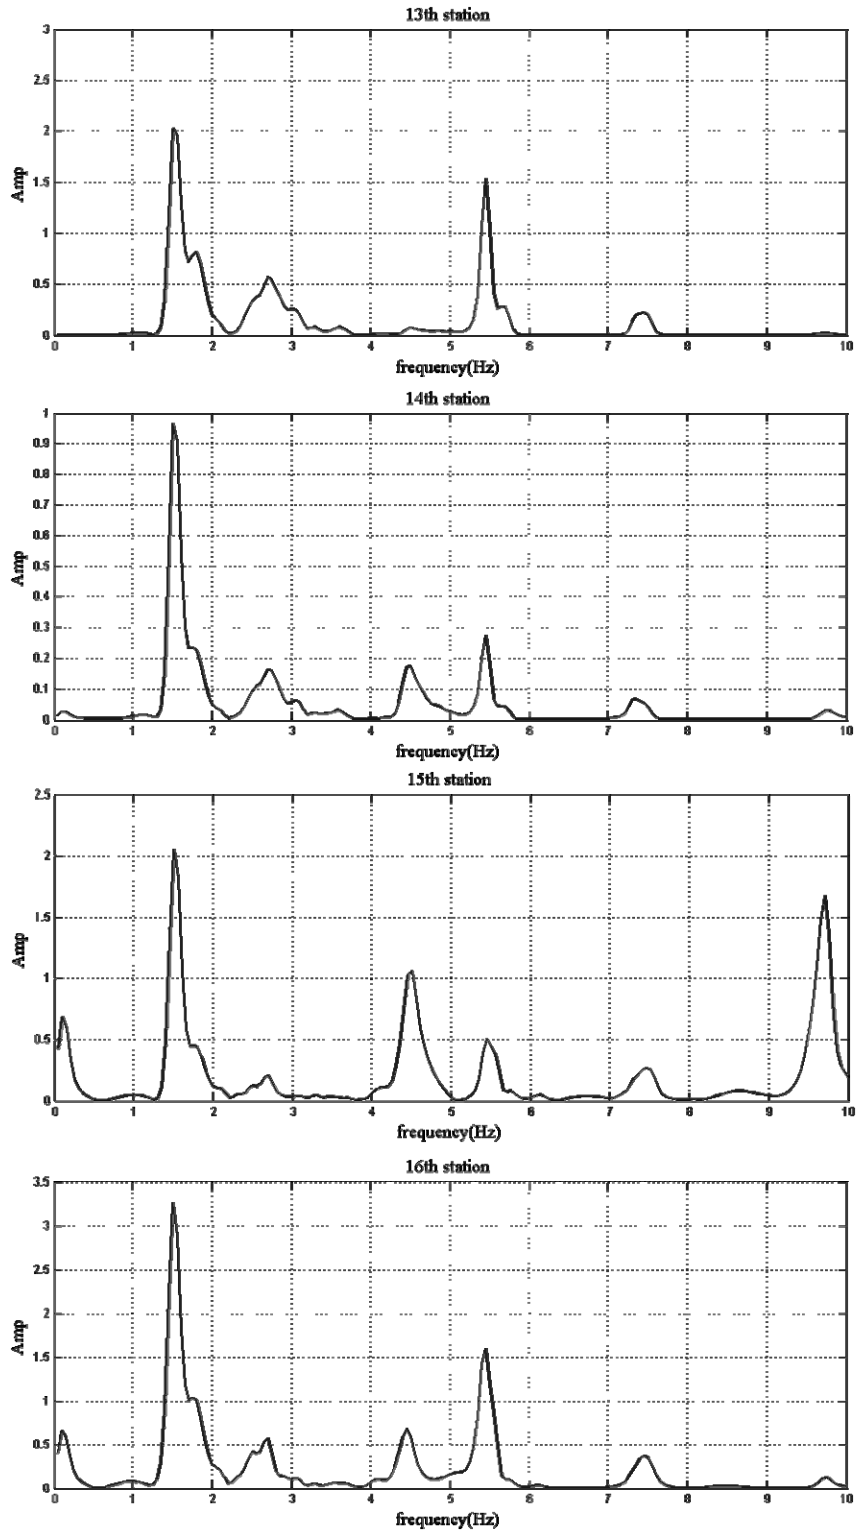 13th station
3
2.5
2
1.5
1
0.5
0
Amp
0 1 2 3 4 5 6 7 8 9 10
frequency(Hz)
14th station
1
0.9
0.8
0.7
0.6
0.5
0.4
0.3
0.2
0.1
0
Amp
0 1 2 3 4 5 6 7 8 9 10
frequency(Hz)
15th station
2.5
2
1.5
1
0.5
0
Amp
0 1 2 3 4 5 6 7 8 9 10
frequency(Hz)
16th station
3.5
3
2.5
2
1.5
1
0.5
0
Amp
0 1 2 3 4 5 6 7 8 9 10
frequency(Hz)